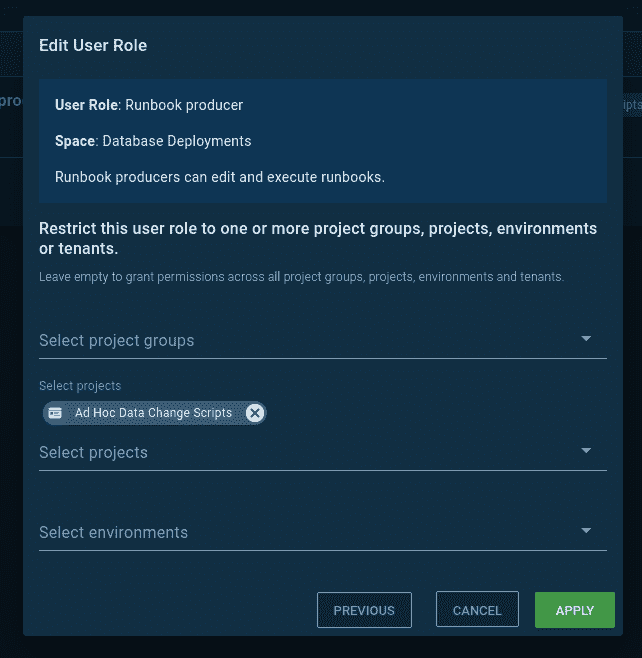 Edit User Role
User Role: Runbook producer
Space: Database Deployments
Runbook producers can edit and execute runbooks.
Restrict this user role to one or more project groups, projects, environments
or tenants.
Leave empty to grant permissions across all project groups, projects, environments and tenants.
Select project groups
Select projects
Ad Hoc Data Change Scripts
Select projects
Select environments
PREVIOUS
CANCEL
APPLY